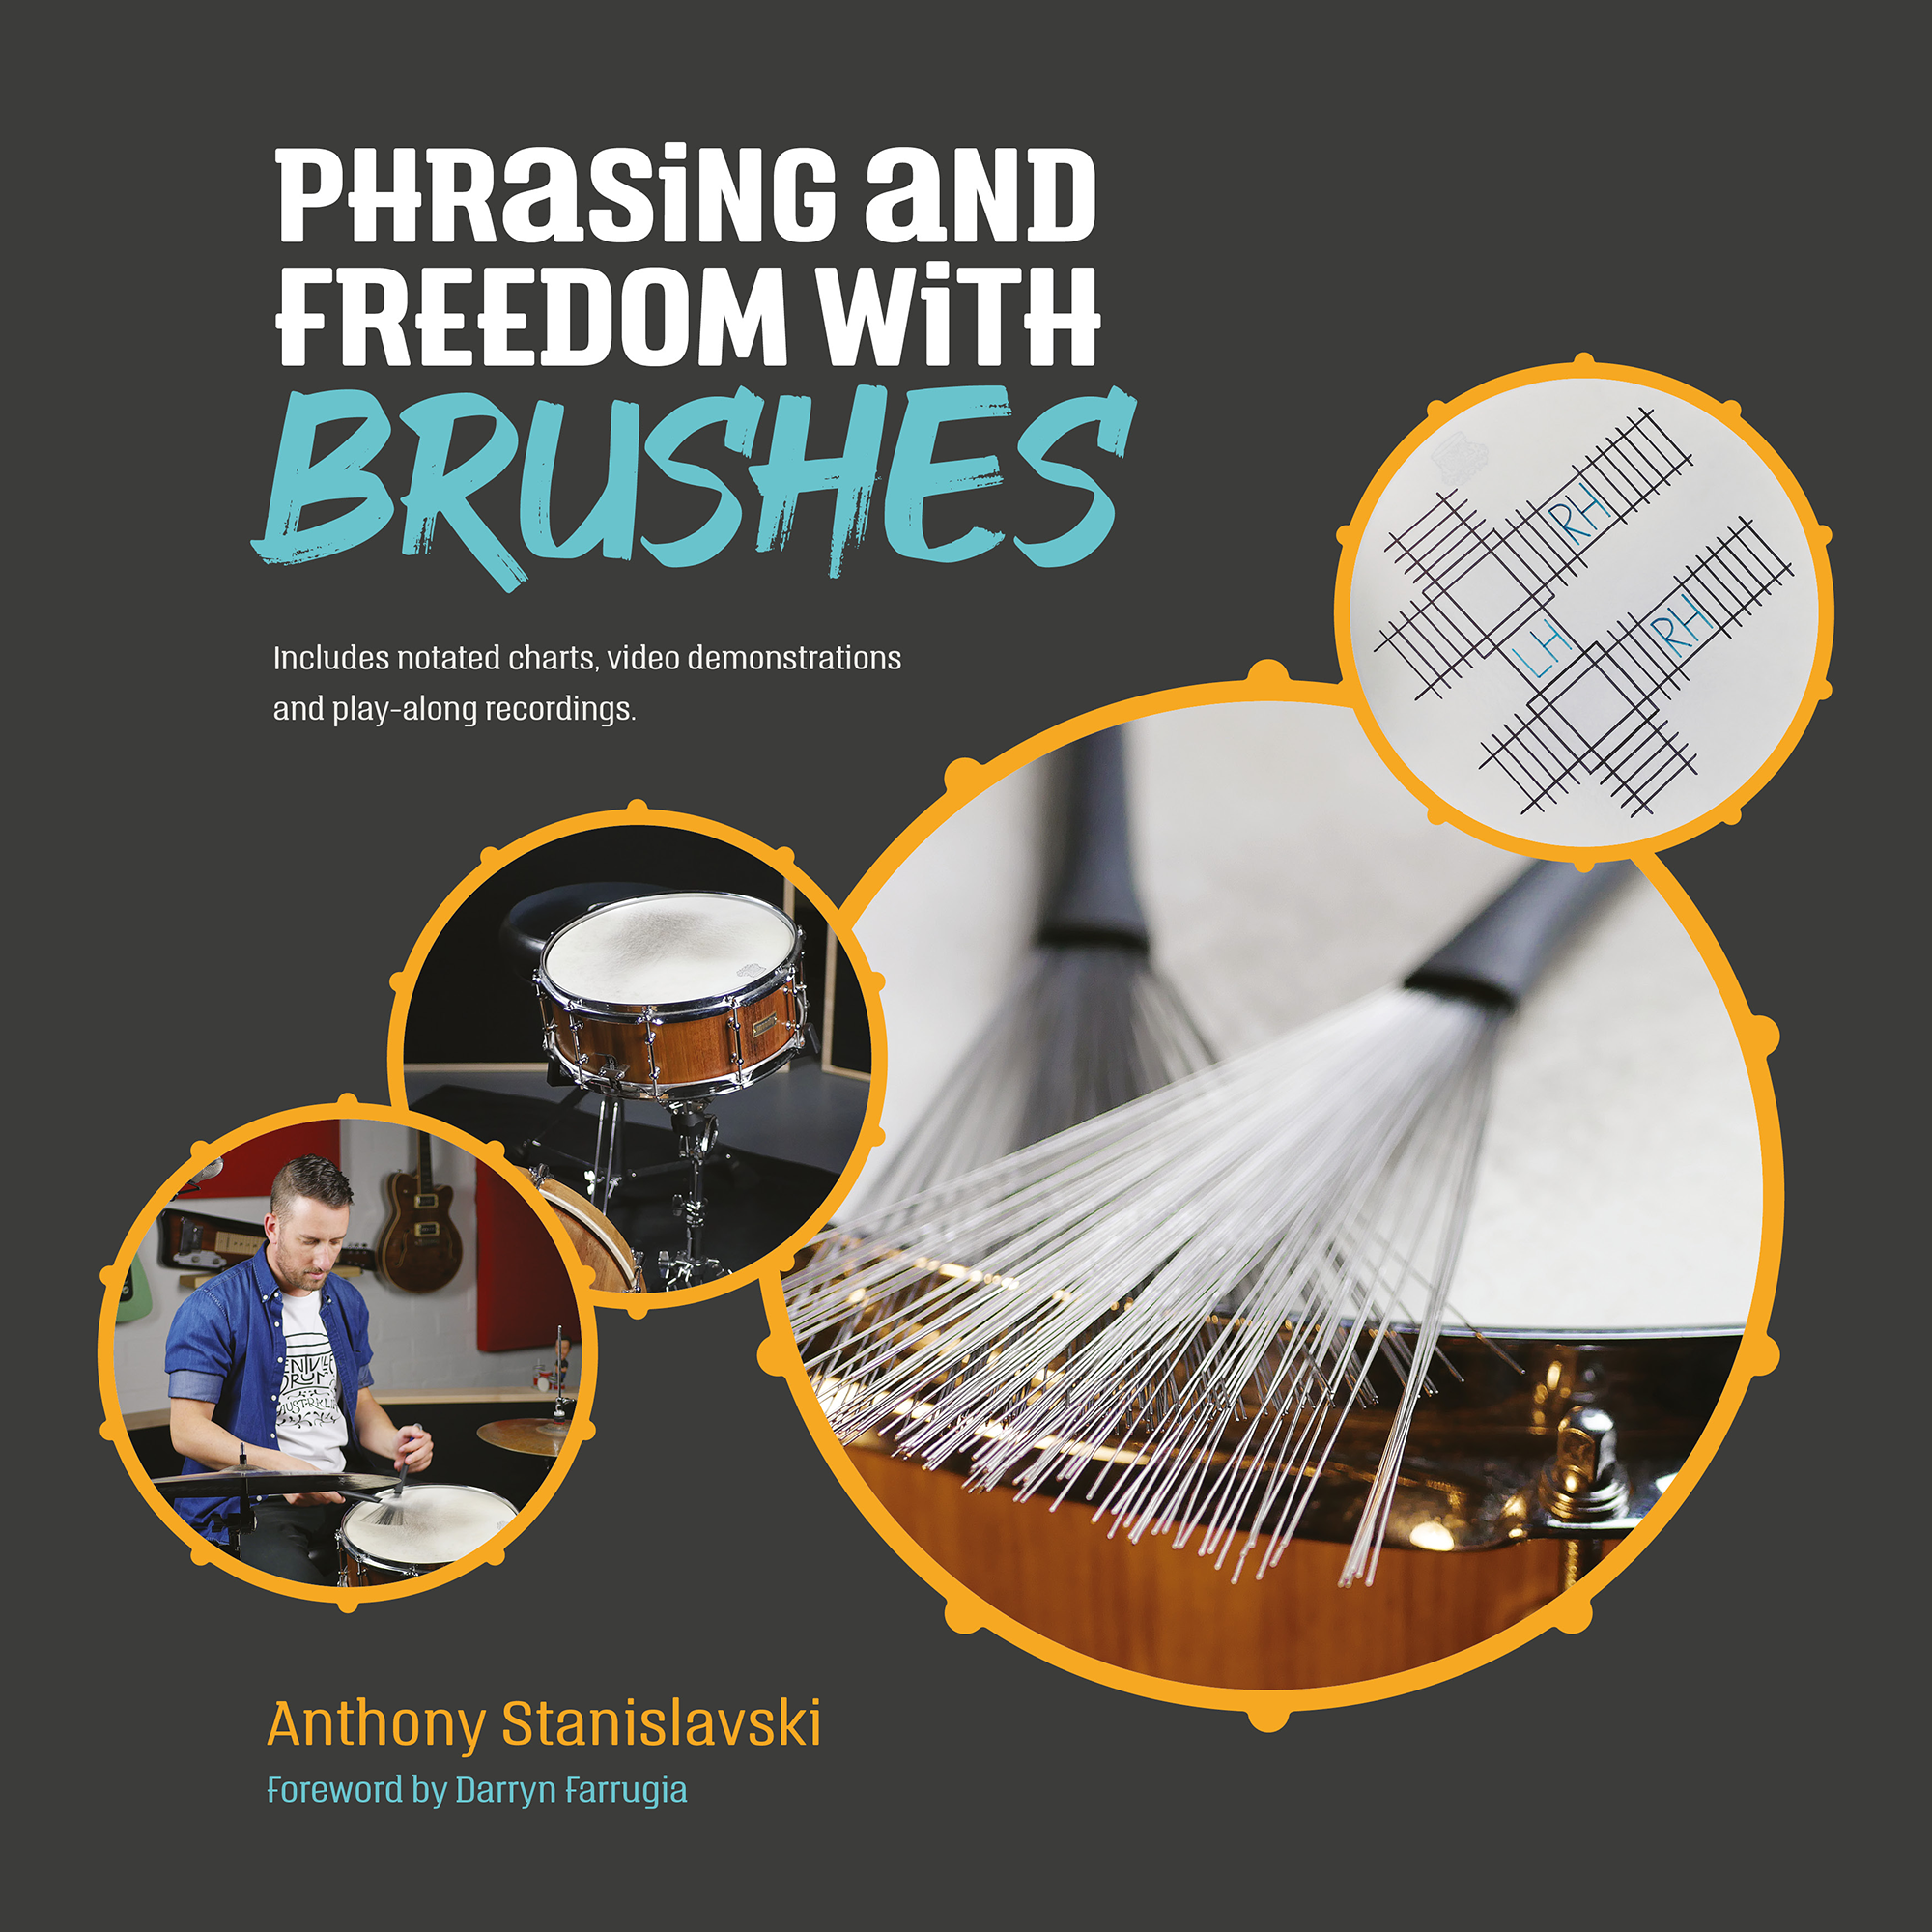 PHRaSiNG aND
FREEDOM WiTH
BRUSHES
Includes notated charts, video demonstrations
and play-along recordings.
RH
LH
RH
DRUM
Anthony Stanislavski
Foreword by Darryn Farrugia